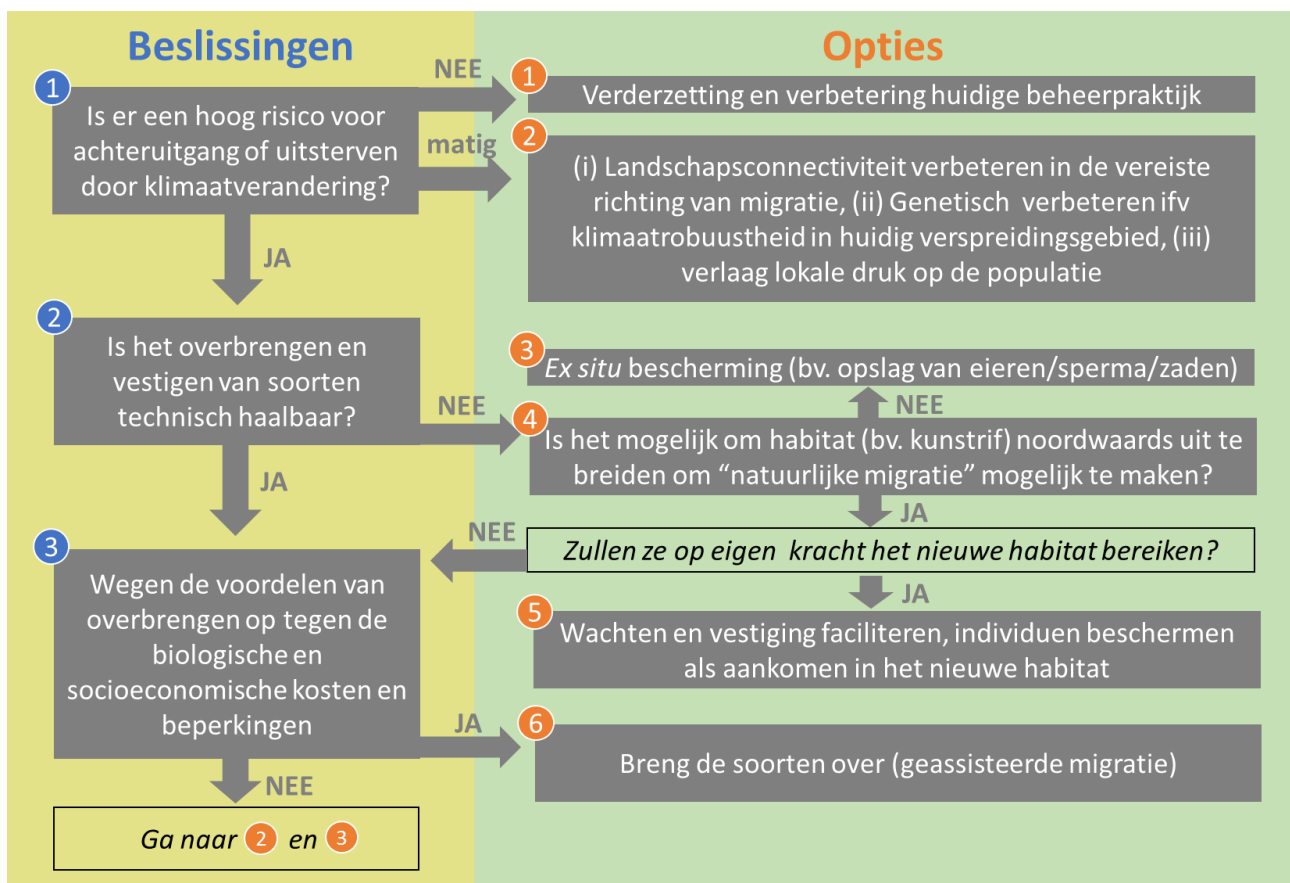 Beslissingen
Opties
1
Is er een hoog risico voor
achteruitgang of uitsterven
door klimaatverandering?
NEE
1
Verderzetting en verbetering huidige beheerpraktijk
matig
2
(i) Landschapsconnectiviteit verbeteren in de vereiste
richting van migratie, (ii) Genetisch verbeteren ifv
klimaatrobuustheid in huidig verspreidingsgebied, (iii)
verlaag lokale druk op de populatie
JA
2
Is het overbrengen en
vestigen van soorten
technisch haalbaar?
3
Ex situ bescherming (bv. opslag van eieren/sperma/zaden)
NEE
NEE
4
Is het mogelijk om habitat (bv. kunstrif) noordwaards uit te
breiden om “natuurlijke migratie” mogelijk te maken?
JA
JA
NEE
Zullen ze op eigen kracht het nieuwe habitat bereiken?
JA
3
Wegen de voordelen van
overbrengen op tegen de
biologische en
socioeconomische kosten en
beperkingen
5
Wachten en vestiging faciliteren, individuen beschermen
als aankomen in het nieuwe habitat
JA
6
Breng de soorten over (geassisteerde migratie)
NEE
Ga naar 2 en 3